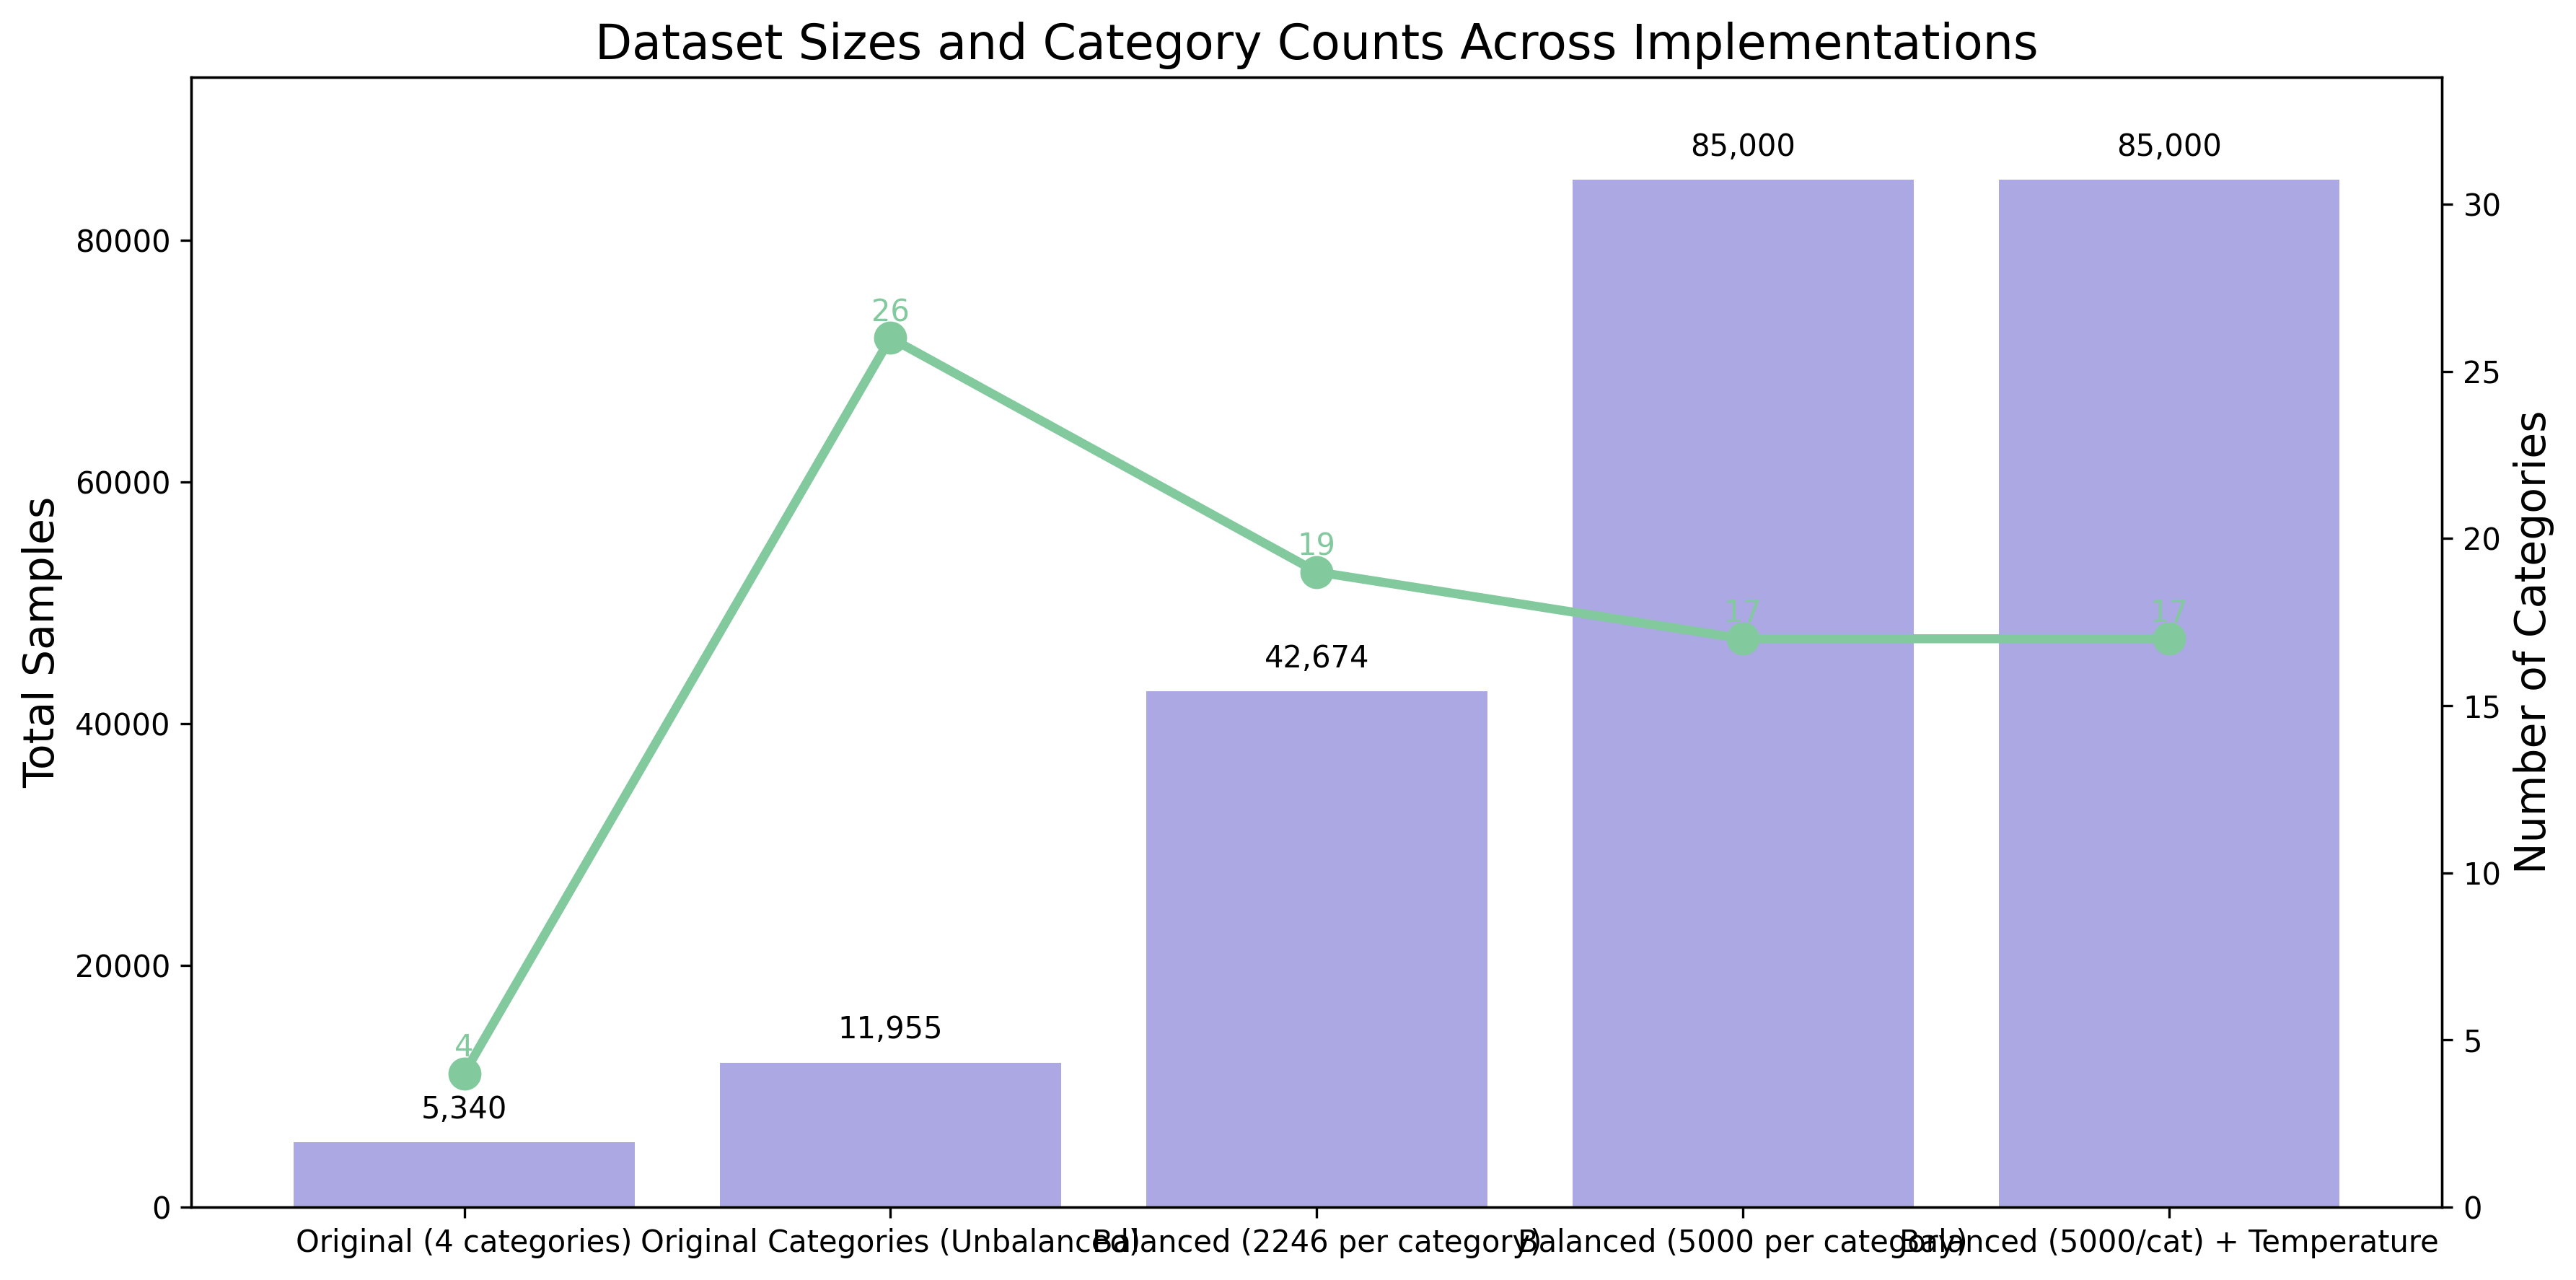 Dataset Sizes and Category Counts Across Implementations
Total Samples
80000
60000
40000
20000
0
85,000
85,000
42,674
11,955
5,340
26
19
17
17
4
30
25
20
15
10
5
0
Number of Categories
Original (4 categories)
Original Categories (Unbalanced)
Balanced (2246 per category)
Balanced (5000 per category)
Balanced (5000/cat) + Temperature